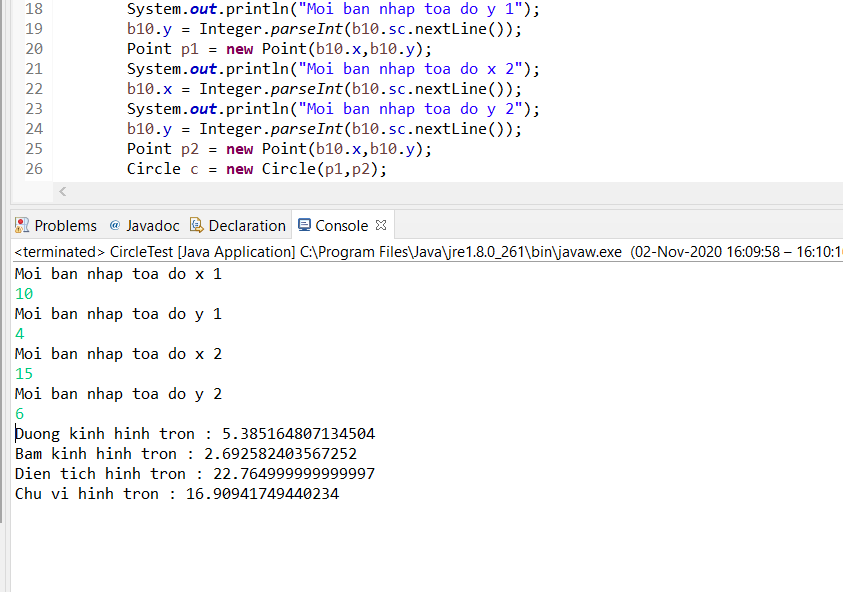 18 System.out.println("Moi ban nhap toa do y 1");
19 b10.y = Integer.parseInt(b10.sc.nextLine());
20 Point p1 = new Point(b10.x,b10.y);
21 System.out.println("Moi ban nhap toa do x 2");
22 b10.x = Integer.parseInt(b10.sc.nextLine());
23 System.out.println("Moi ban nhap toa do y 2");
24 b10.y = Integer.parseInt(b10.sc.nextLine());
25 Point p2 = new Point(b10.x,b10.y);
26 Circle c = new Circle(p1,p2);
Problems @ Javadoc Declaration Console
<terminated> CircleTest [Java Application] C:\Program Files\Java\jre1.8.0_261\bin\javaw.exe (02-Nov-2020 16:09:58 – 16:10:1
Moi ban nhap toa do x 1
10
Moi ban nhap toa do y 1
4
Moi ban nhap toa do x 2
15
Moi ban nhap toa do y 2
6
Duong kinh hinh tron : 5.385164807134504
Bam kinh hinh tron : 2.692582403567252
Dien tich hinh tron : 22.764999999999997
Chu vi hinh tron : 16.90941749440234